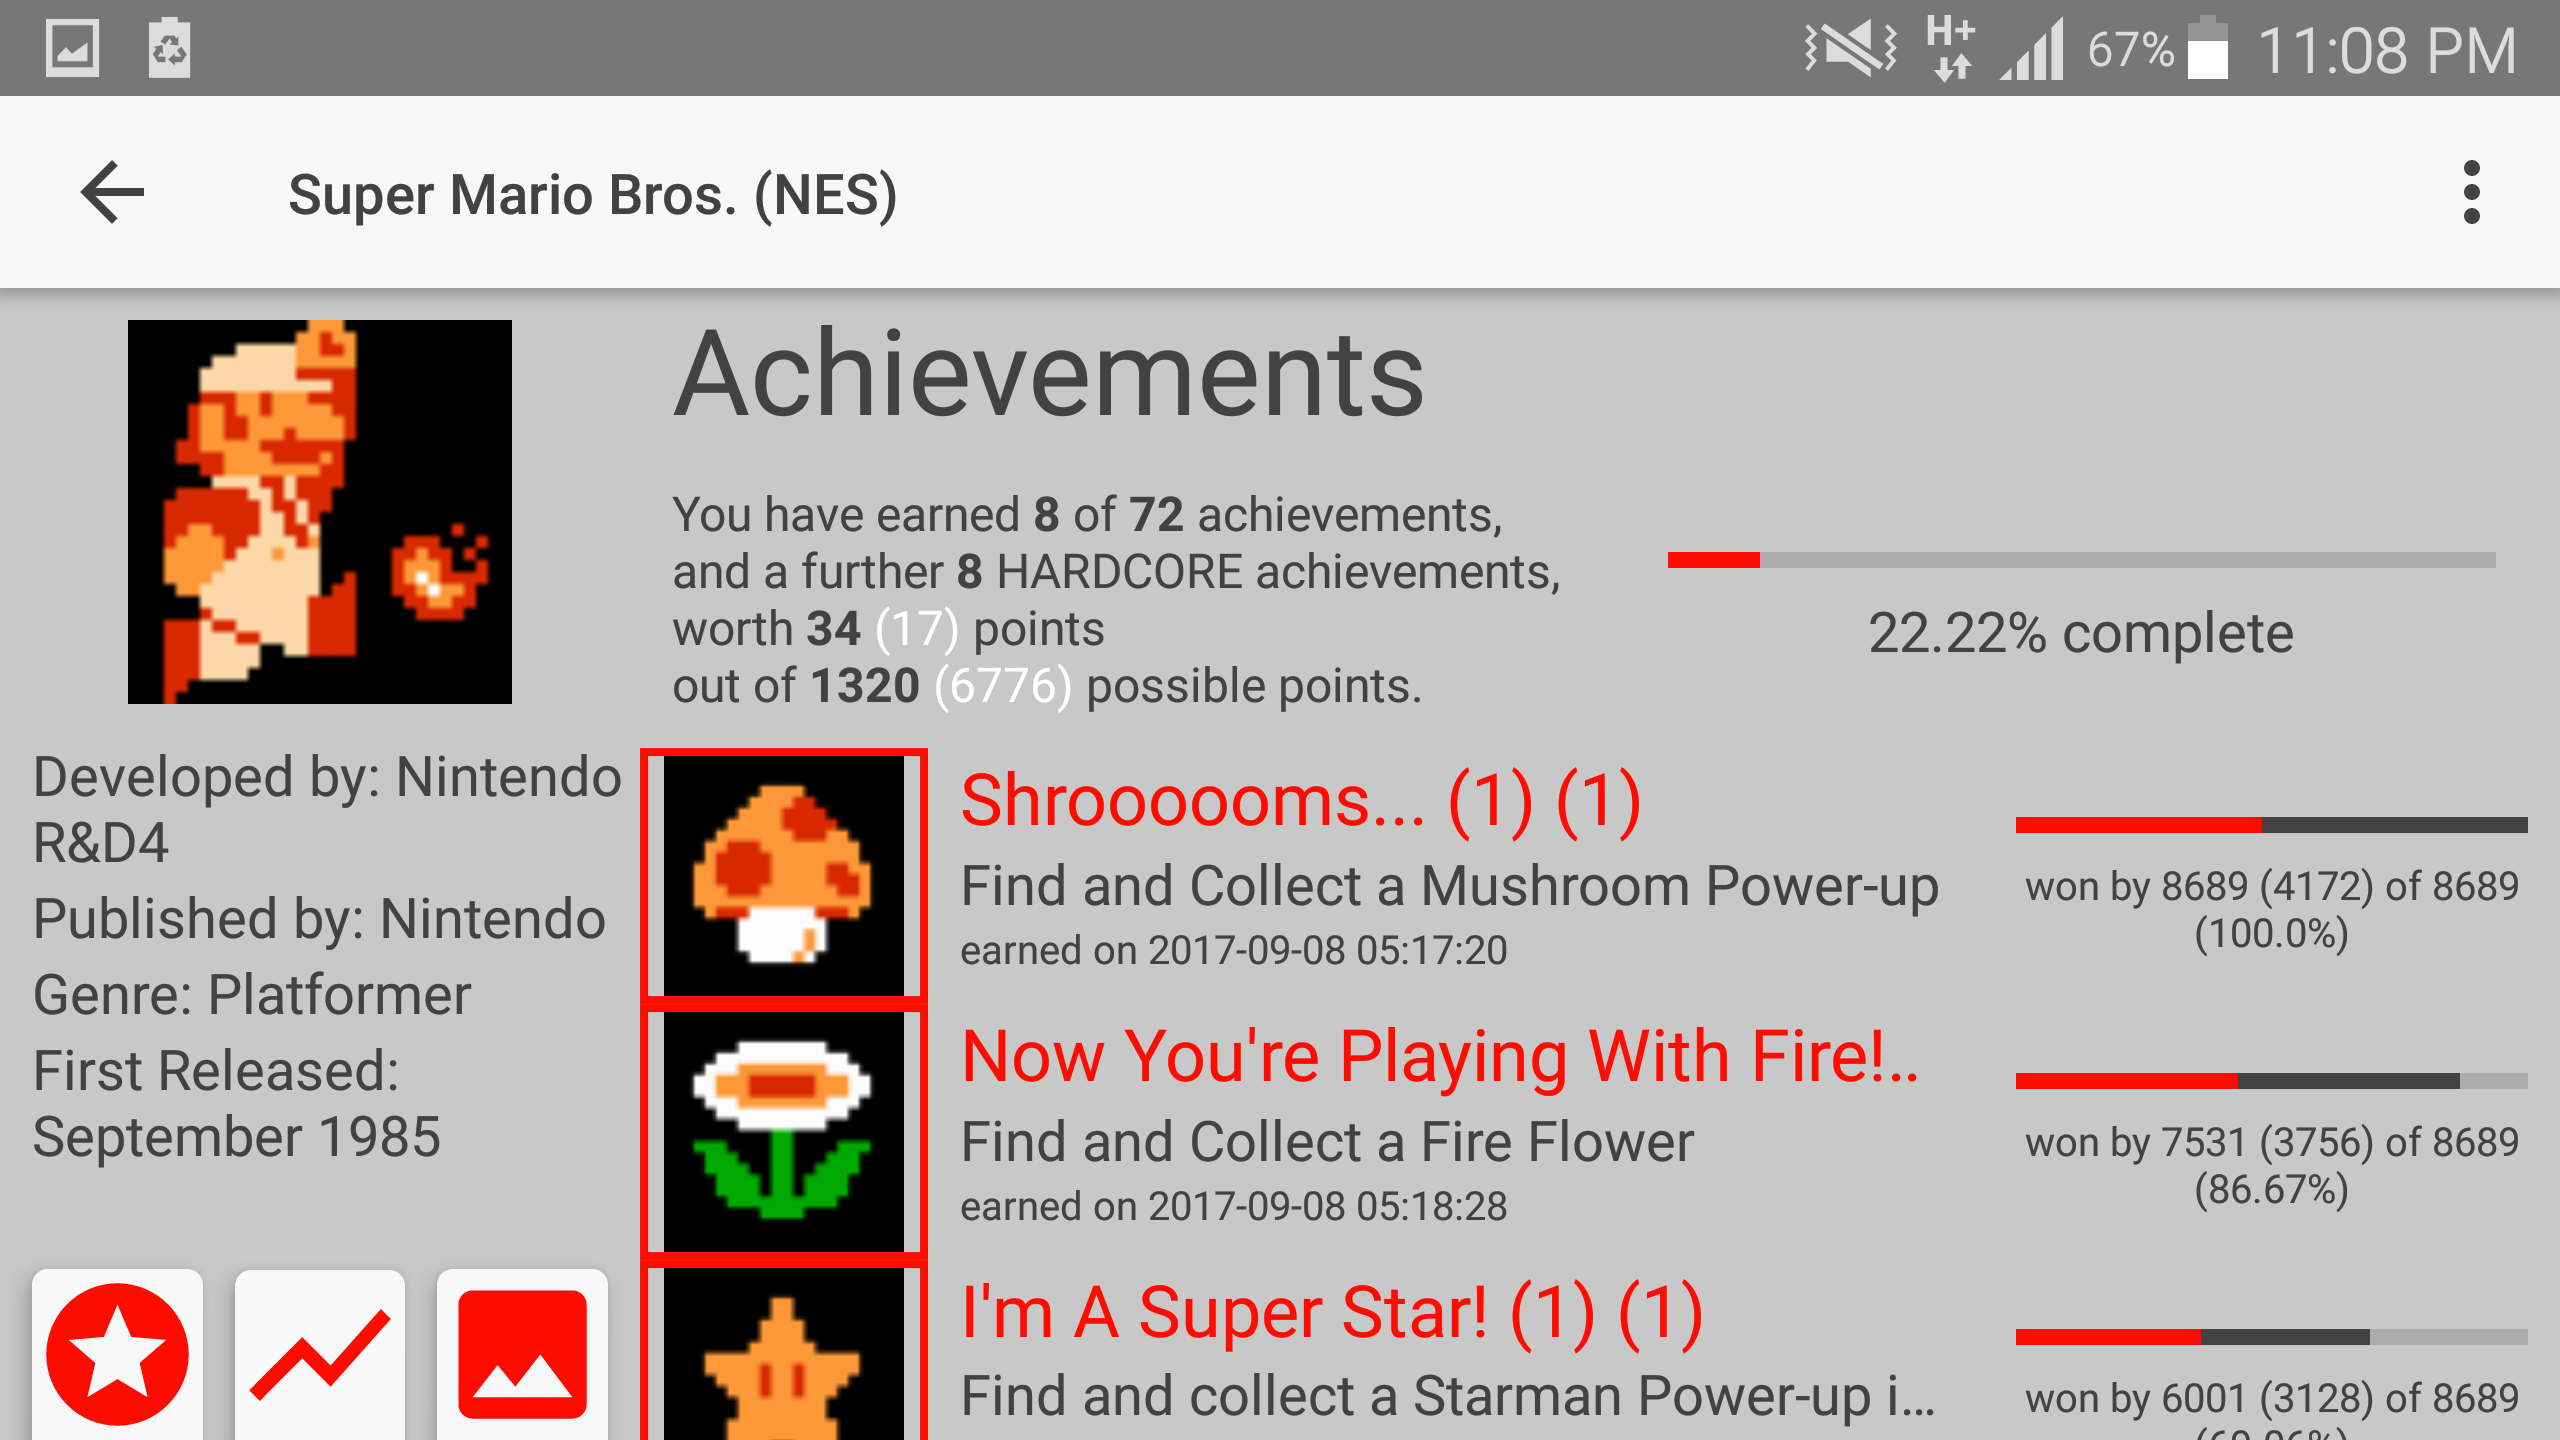 H+
67%
11:08 PM
Super Mario Bros. (NES)
Achievements
You have earned 8 of 72 achievements,
and a further 8 HARDCORE achievements,
worth 34 (17) points
out of 1320 (6776) possible points.
22.22% complete
Developed by: Nintendo
R&D4
Published by: Nintendo
Genre: Platformer
First Released:
September 1985
Shroooooms... (1) (1)
Find and Collect a Mushroom Power-up
earned on 2017-09-08 05:17:20
won by 8689 (4172) of 8689
(100.0%)
Now You're Playing With Fire!..
Find and Collect a Fire Flower
earned on 2017-09-08 05:18:28
won by 7531 (3756) of 8689
(86.67%)
I'm A Super Star! (1) (1)
Find and collect a Starman Power-up i...
won by 6001 (3128) of 8689